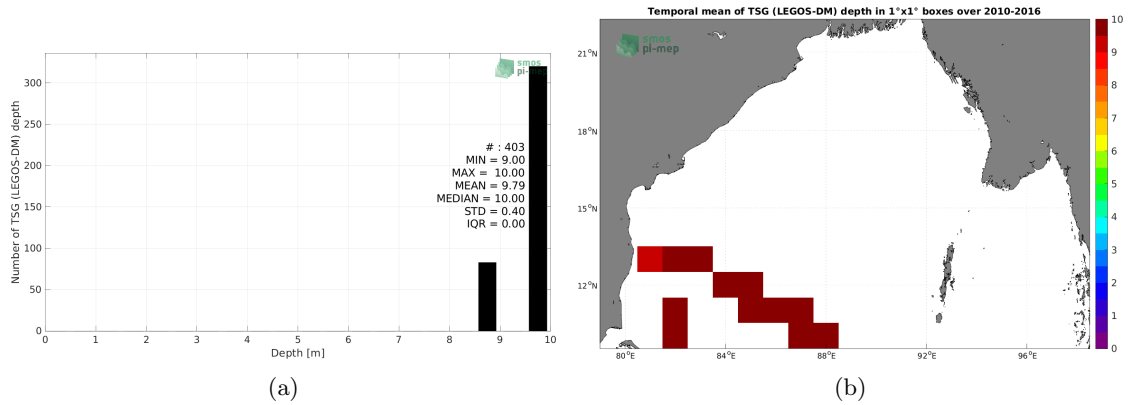 smos
pi-mep
Number of TSG (LEGOS-DM) depth
300
250
200
150
100
50
0
# : 403
MIN = 9.00
MAX = 10.00
MEAN = 9.79
MEDIAN = 10.00
STD = 0.40
IQR = 0.00
0 1 2 3 4 5 6 7 8 9 10
Depth [m]
(a)
Temporal mean of TSG (LEGOS-DM) depth in 1°x1° boxes over 2010-2016
smos
pi-mep
21°N
18°N
15°N
12°N
80°E 84°E 88°E 92°E 96°E
10
9
8
7
6
5
4
3
2
1
0
(b)